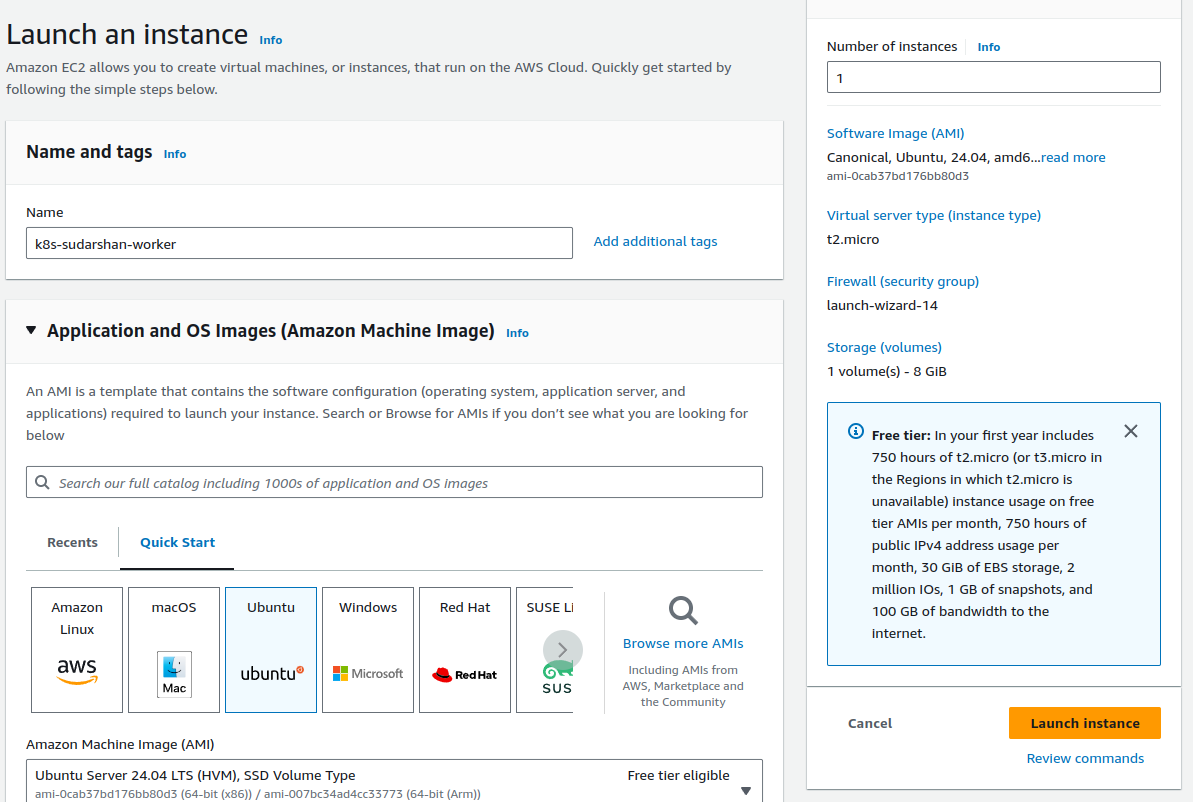 Launch an instance Info
Amazon EC2 allows you to create virtual machines, or instances, that run on the AWS Cloud. Quickly get started by
following the simple steps below.
Name and tags Info
Name
k8s-sudarshan-worker
Add additional tags
Application and OS Images (Amazon Machine Image) Info
An AMI is a template that contains the software configuration (operating system, application server, and
applications) required to launch your instance. Search or Browse for AMIs if you don't see what you are looking for
below
Search our full catalog including 1000s of application and OS images
Recents
Quick Start
Amazon
Linux
aws
macOS
Mac
Ubuntu
ubuntu
Windows
Microsoft
Red Hat
Red Hat
SUSE Li
SUS
Browse more AMIs
Including AMIs from
AWS, Marketplace and
the Community
Amazon Machine Image (AMI)
Ubuntu Server 24.04 LTS (HVM), SSD Volume Type
Free tier eligible
ami-0cab37bd176bb80d3 (64-bit (x86)) / ami-007bc34ad4cc33773 (64-bit (Arm))
Number of instances Info
1
Software Image (AMI)
Canonical, Ubuntu, 24.04, amd6...read more
ami-0cab37bd176bb80d3
Virtual server type (instance type)
t2.micro
Firewall (security group)
launch-wizard-14
Storage (volumes)
1 volume(s) - 8 GiB
Free tier: In your first year includes
750 hours of t2.micro (or t3.micro in
the Regions in which t2.micro is
unavailable) instance usage on free
tier AMIs per month, 750 hours of
public IPv4 address usage per
month, 30 GiB of EBS storage, 2
million IOs, 1 GB of snapshots, and
100 GB of bandwidth to the
internet.
Cancel
Launch instance
Review commands